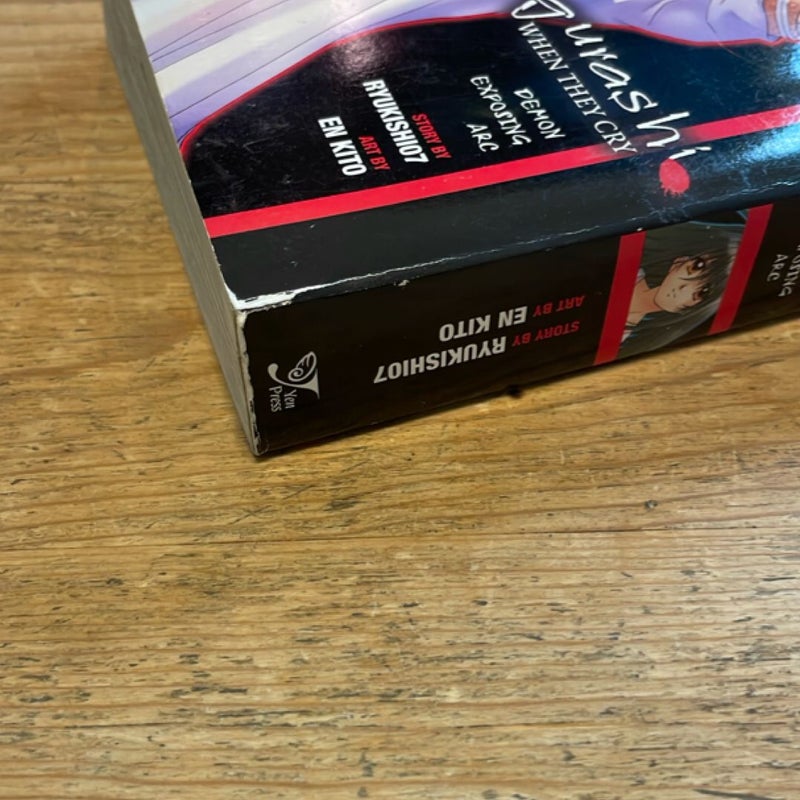 urashi
WHEN THEY CRY
DEMON
EXPOSING
ARC
STORY BY
RYUKISHI07
ART BY
EN KITO
STORY BY RYUKISHI07
ART BY EN KITO
Yen
Press
ARC